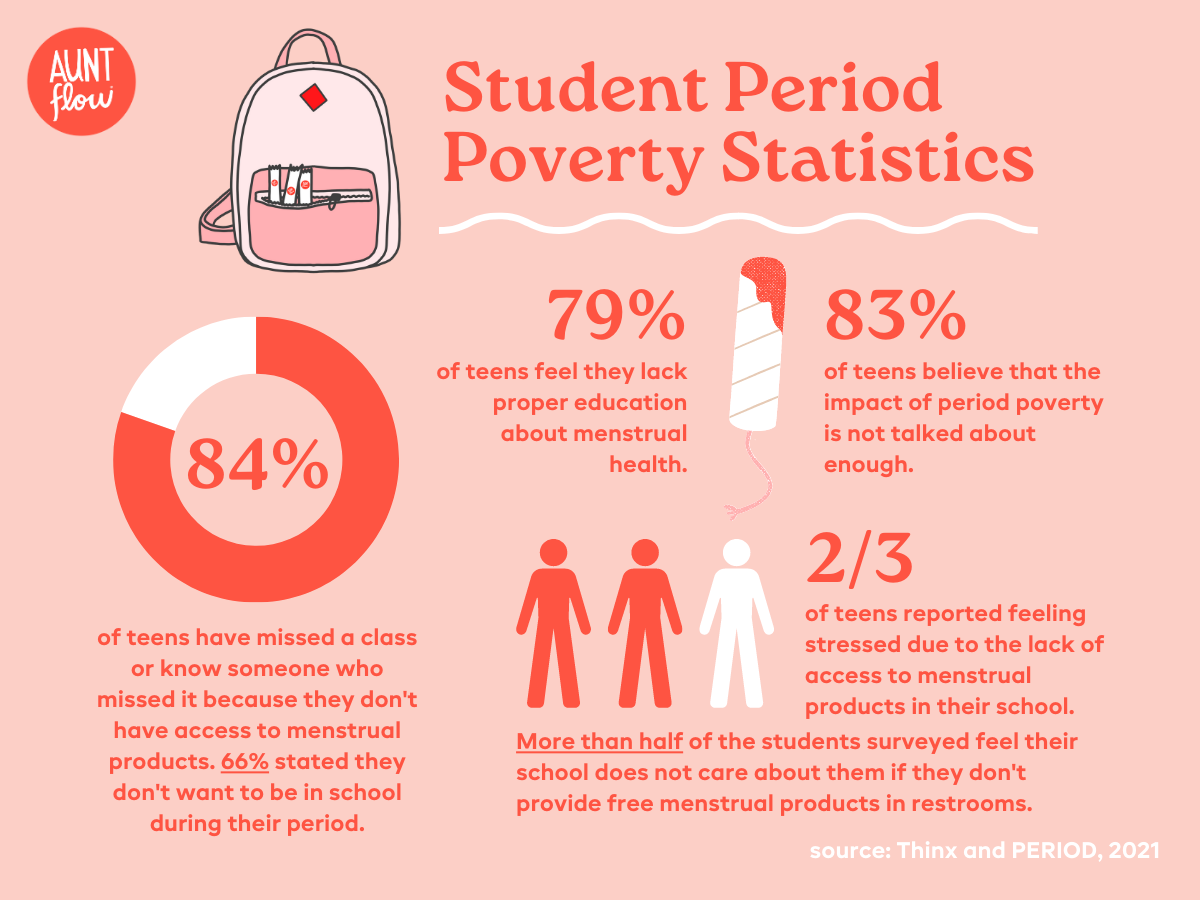 AUNT
flow
Student Period
Poverty Statistics
79%
of teens feel they lack
proper education
about menstrual
health.
83%
of teens believe that the
impact of period poverty
is not talked about
enough.
84%
of teens have missed a class
or know someone who
missed it because they don't
have access to menstrual
products. 66% stated they
don't want to be in school
during their period.
2/3
of teens reported feeling
stressed due to the lack of
access to menstrual
products in their school.
More than half of the students surveyed feel their
school does not care about them if they don't
provide free menstrual products in restrooms.
source: Thinx and PERIOD, 2021